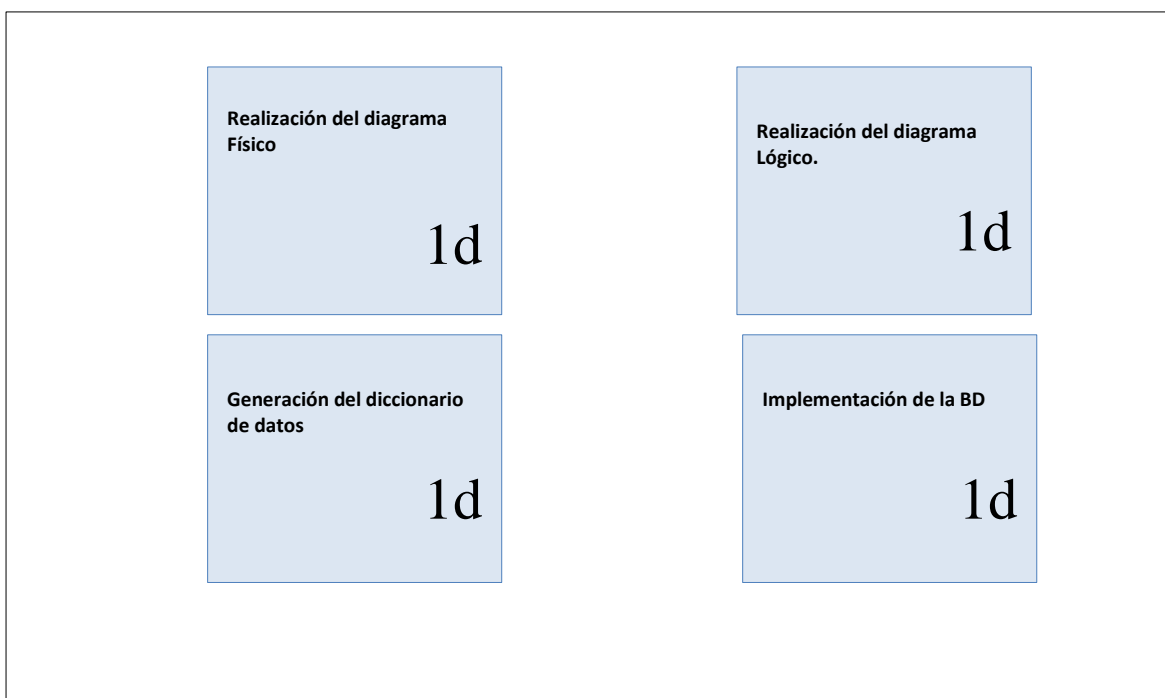 Realización del diagrama
Físico
1d
Realización del diagrama
Lógico.
1d
Generación del diccionario
de datos
1d
Implementación de la BD
1d